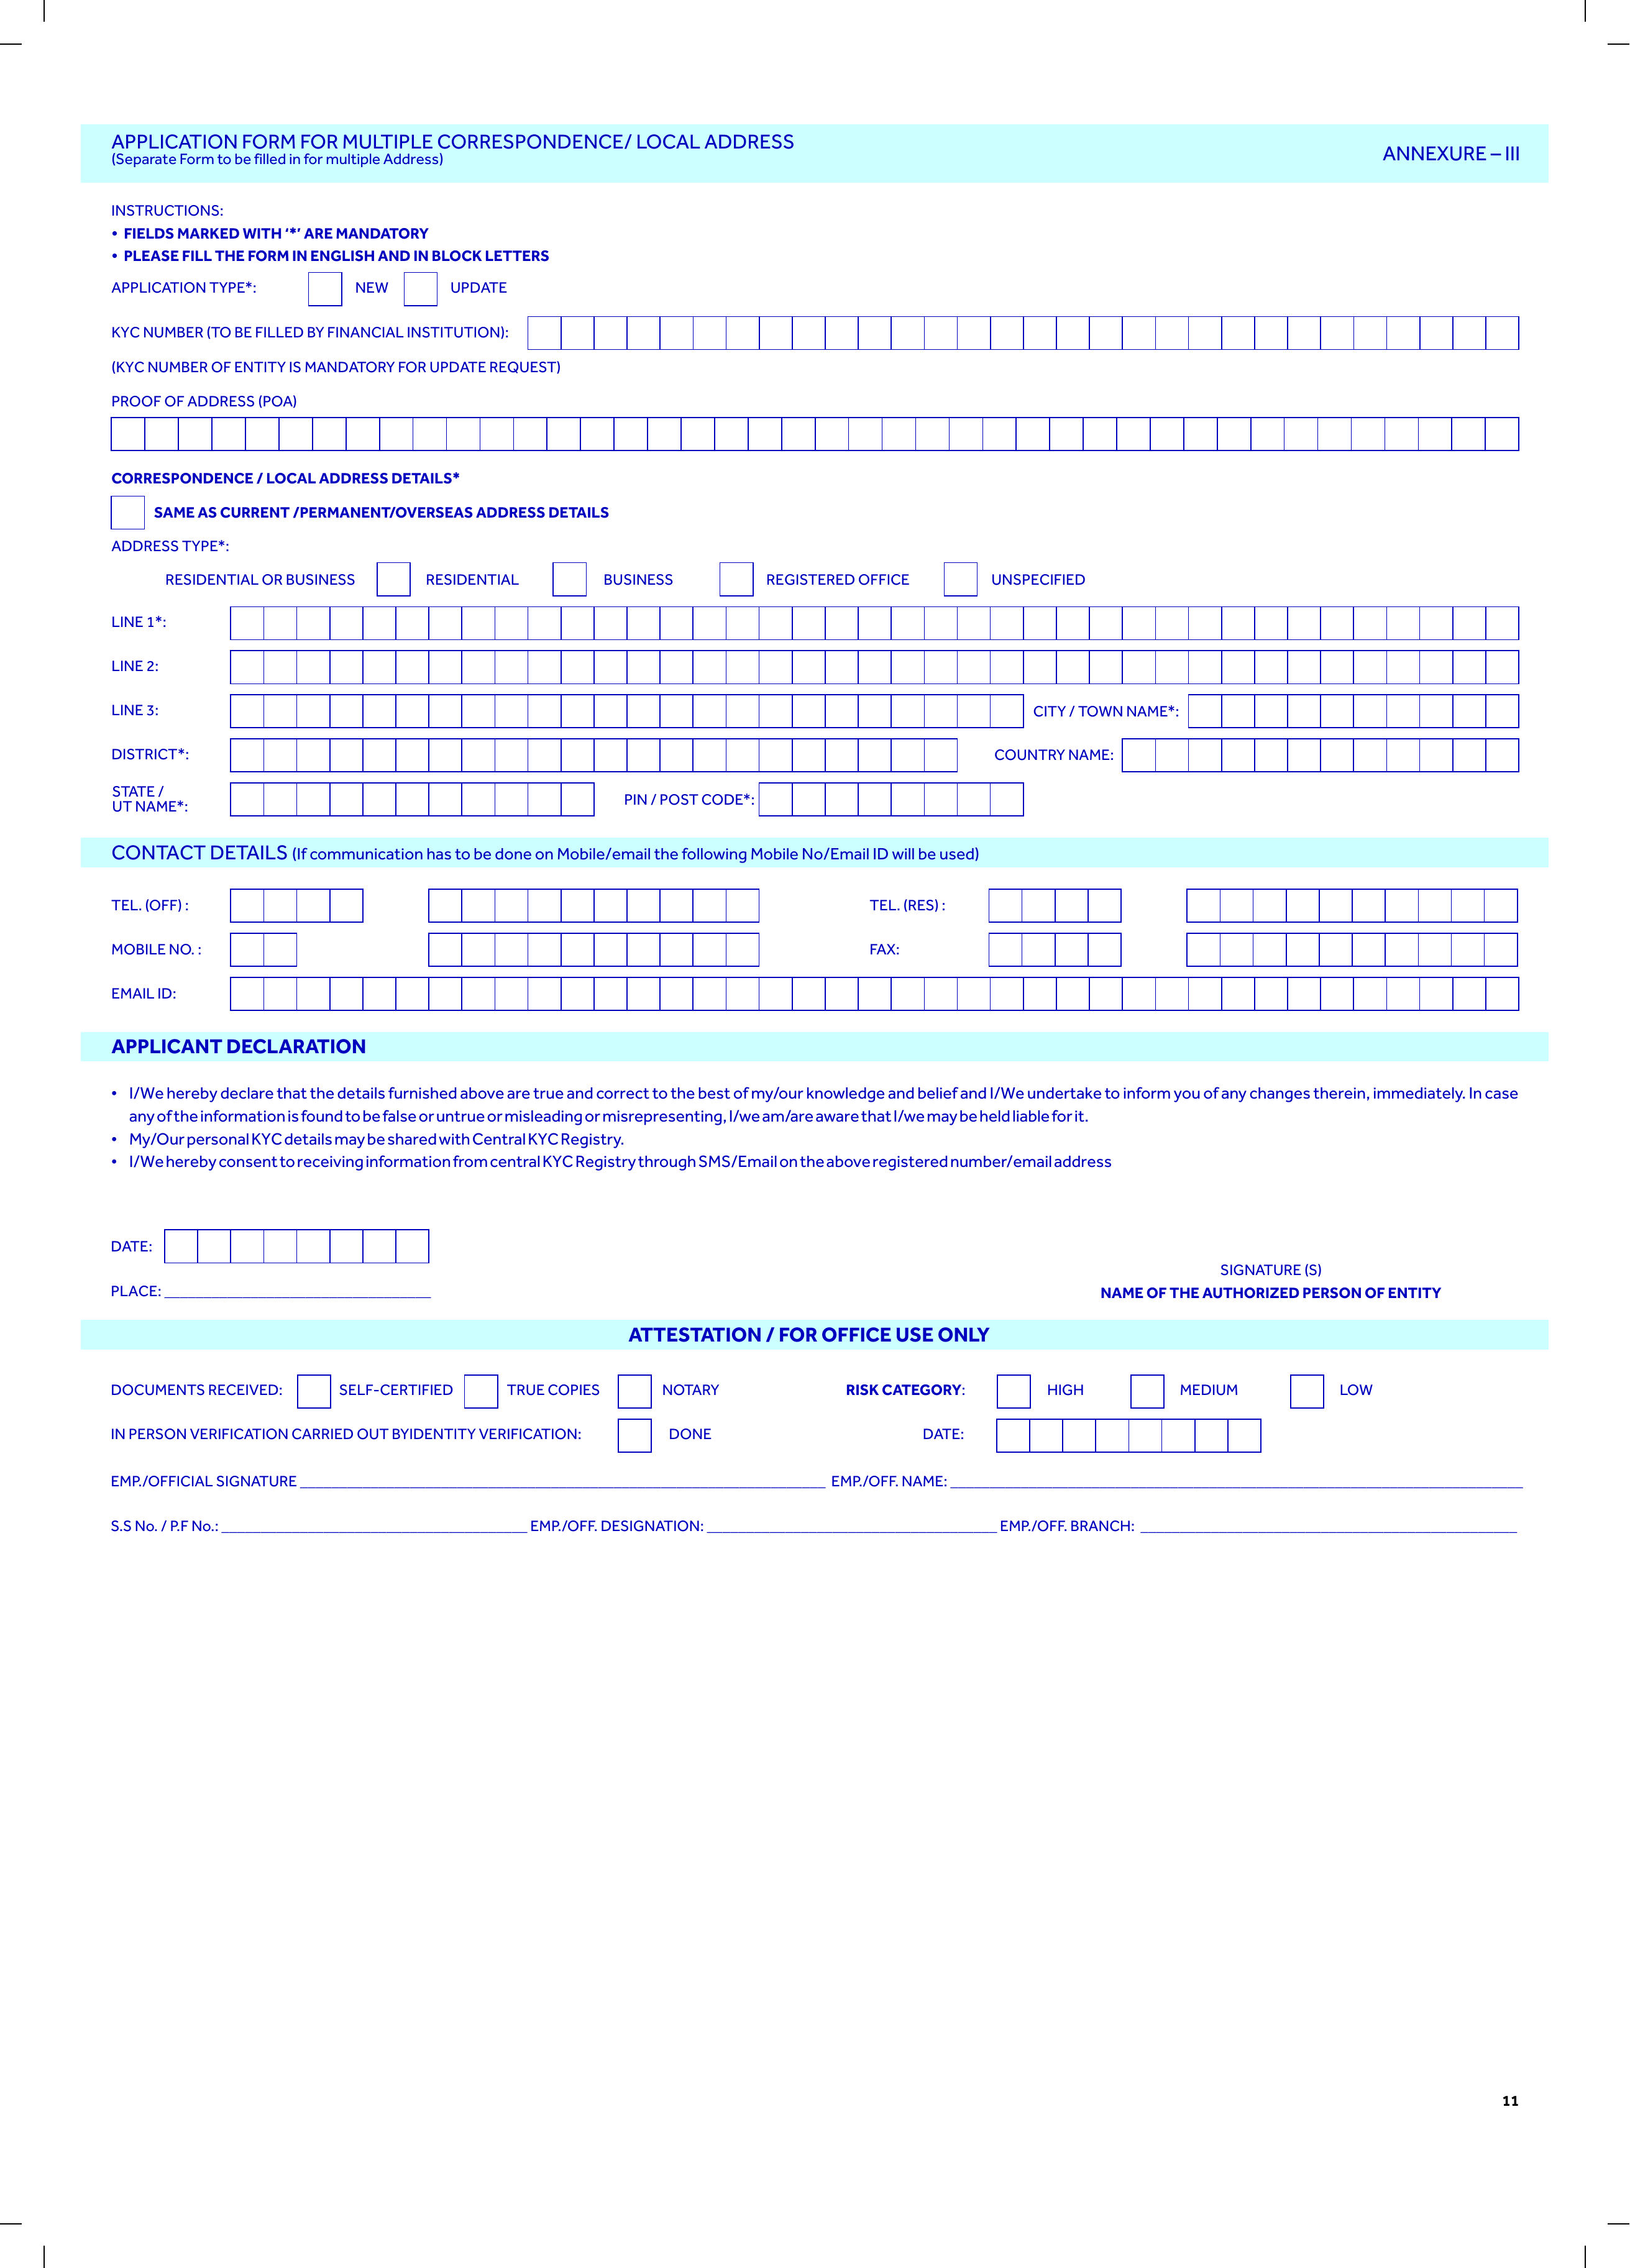 APPLICATION FORM FOR MULTIPLE CORRESPONDENCE/ LOCAL ADDRESS
(Separate Form to be filled in for multiple Address)
ANNEXURE – III
INSTRUCTIONS:
• FIELDS MARKED WITH ‘*’ ARE MANDATORY
• PLEASE FILL THE FORM IN ENGLISH AND IN BLOCK LETTERS
APPLICATION TYPE*: NEW UPDATE
KYC NUMBER (TO BE FILLED BY FINANCIAL INSTITUTION):
(KYC NUMBER OF ENTITY IS MANDATORY FOR UPDATE REQUEST)
PROOF OF ADDRESS (POA)
CORRESPONDENCE / LOCAL ADDRESS DETAILS*
SAME AS CURRENT /PERMANENT/OVERSEAS ADDRESS DETAILS
ADDRESS TYPE*:
RESIDENTIAL OR BUSINESS RESIDENTIAL BUSINESS REGISTERED OFFICE UNSPECIFIED
LINE 1*:
LINE 2:
LINE 3: CITY / TOWN NAME*:
DISTRICT*: COUNTRY NAME:
STATE /
UT NAME*: PIN / POST CODE*:
CONTACT DETAILS (If communication has to be done on Mobile/email the following Mobile No/Email ID will be used)
TEL. (OFF) : TEL. (RES) :
MOBILE NO. : FAX:
EMAIL ID:
APPLICANT DECLARATION
• I/We hereby declare that the details furnished above are true and correct to the best of my/our knowledge and belief and I/We undertake to inform you of any changes therein, immediately. In case
any of the information is found to be false or untrue or misleading or misrepresenting, I/we am/are aware that I/we may be held liable for it.
• My/Our personal KYC details may be shared with Central KYC Registry.
• I/We hereby consent to receiving information from central KYC Registry through SMS/Email on the above registered number/email address
DATE:
SIGNATURE (S)
PLACE:
NAME OF THE AUTHORIZED PERSON OF ENTITY
ATTESTATION / FOR OFFICE USE ONLY
DOCUMENTS RECEIVED: SELF-CERTIFIED TRUE COPIES NOTARY RISK CATEGORY: HIGH MEDIUM LOW
IN PERSON VERIFICATION CARRIED OUT BYIDENTITY VERIFICATION: DONE DATE:
EMP./OFFICIAL SIGNATURE EMP./OFF. NAME:
S.S No. / P.F No.: EMP./OFF. DESIGNATION: EMP./OFF. BRANCH:
11